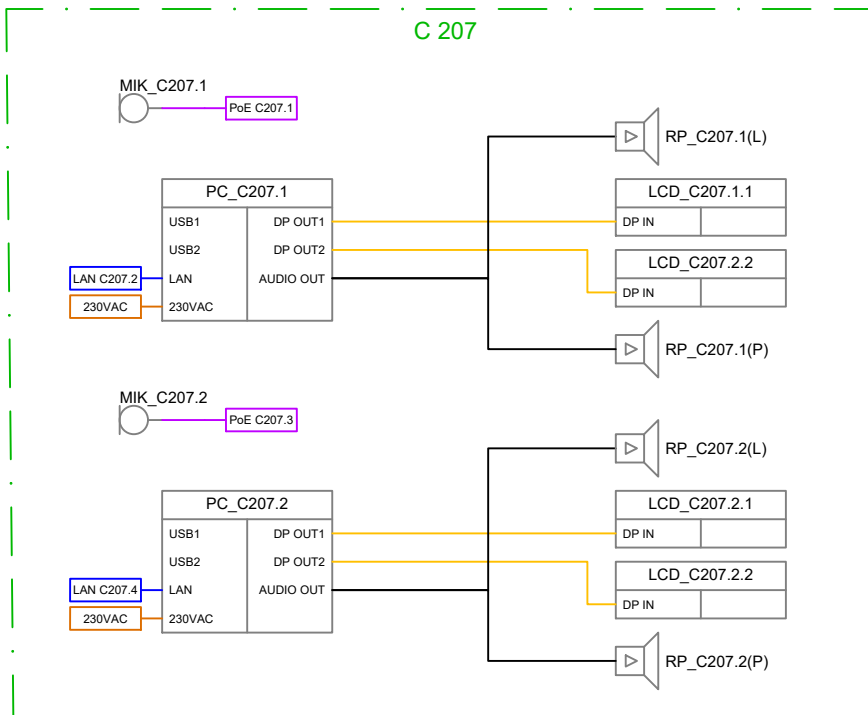 C 207
MIK_C207.1
PoE C207.1
RP_C207.1(L)
PC_C207.1
LCD_C207.1.1
USB1 DP OUT1
DP IN
USB2 DP OUT2
LCD_C207.2.2
LAN C207.2 LAN AUDIO OUT
DP IN
230VAC 230VAC
RP_C207.1(P)
MIK_C207.2
PoE C207.3
RP_C207.2(L)
PC_C207.2
LCD_C207.2.1
USB1 DP OUT1
DP IN
USB2 DP OUT2
LCD_C207.2.2
LAN C207.4 LAN AUDIO OUT
DP IN
230VAC 230VAC
RP_C207.2(P)